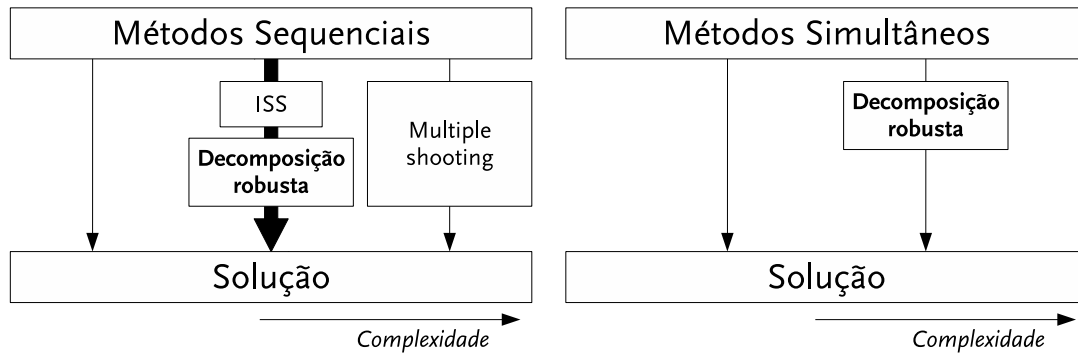 Métodos Sequenciais
ISS
Decomposição
robusta
Multiple
shooting
Solução
Complexidade
Métodos Simultâneos
Decomposição
robusta
Solução
Complexidade